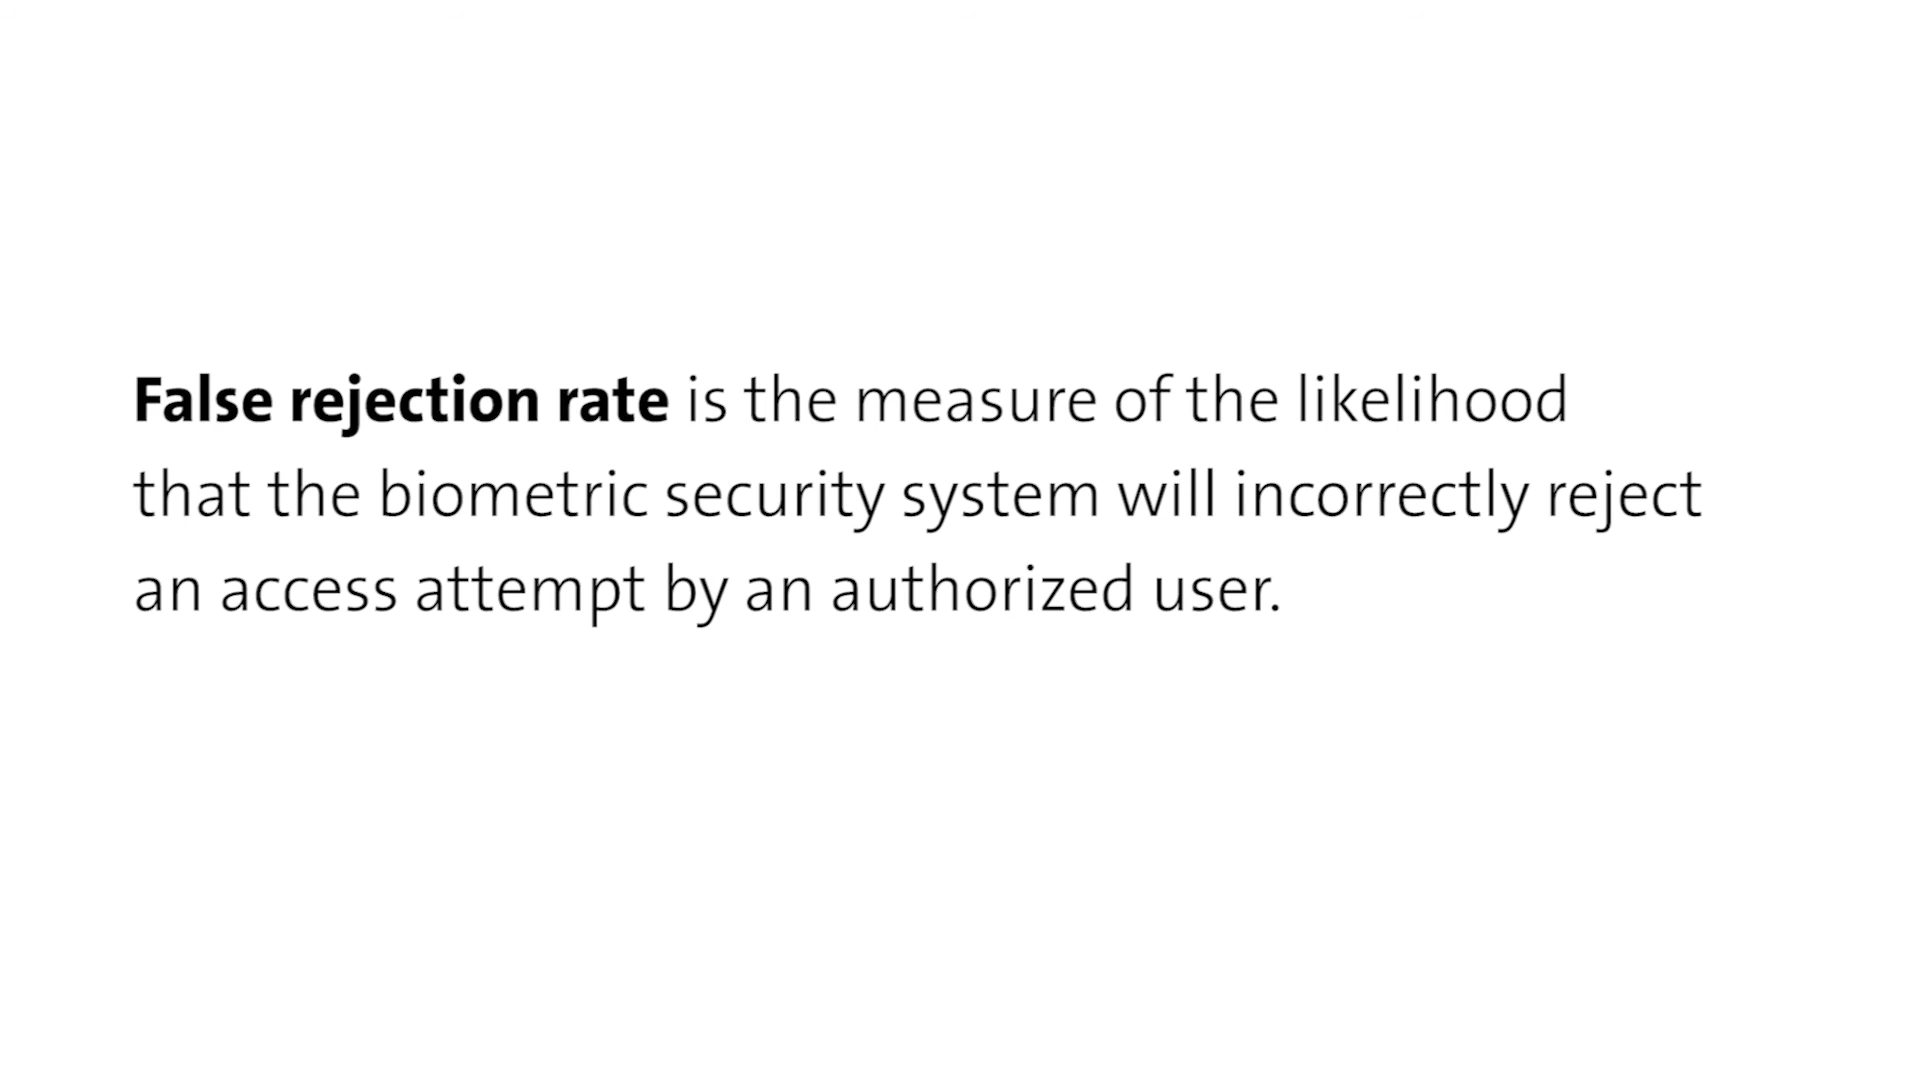 False rejection rate is the measure of the likelihood
that the biometric security system will incorrectly reject
an access attempt by an authorized user.